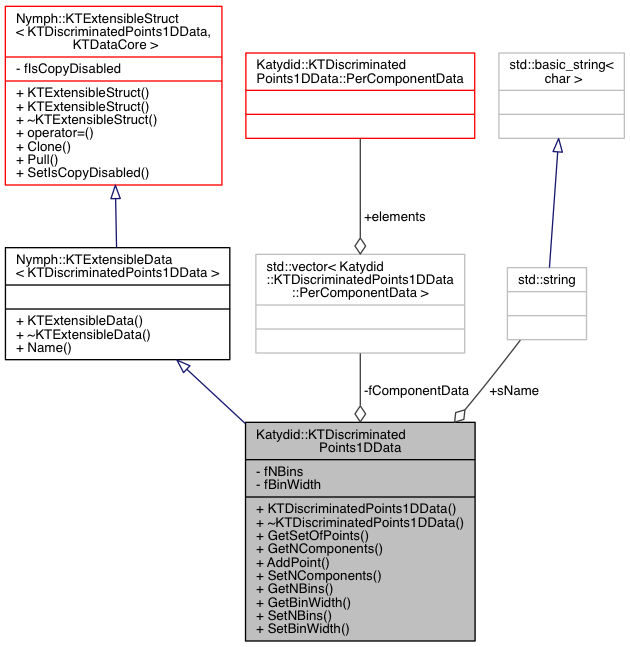 Nymph::KTExtensibleStruct
< KTDiscriminatedPoints1DData,
KTDataCore >
- fIsCopyDisabled
+ KTExtensibleStruct()
+ KTExtensibleStruct()
+ ~KTExtensibleStruct()
+ operator=()
+ Clone()
+ Pull()
+ SetIsCopyDisabled()
Katydid::KTDiscriminated
Points1DData::PerComponentData
std::basic_string<
char >
+elements
Nymph::KTExtensibleData
< KTDiscriminatedPoints1DData >
+ KTExtensibleData()
+ ~KTExtensibleData()
+ Name()
std::vector< Katydid
::KTDiscriminatedPoints1DData
::PerComponentData >
std::string
-fComponentData
+sName
Katydid::KTDiscriminated
Points1DData
- fNBins
- fBinWidth
+ KTDiscriminatedPoints1DData()
+ ~KTDiscriminatedPoints1DData()
+ GetSetOfPoints()
+ GetNComponents()
+ AddPoint()
+ SetNComponents()
+ GetNBins()
+ GetBinWidth()
+ SetNBins()
+ SetBinWidth()